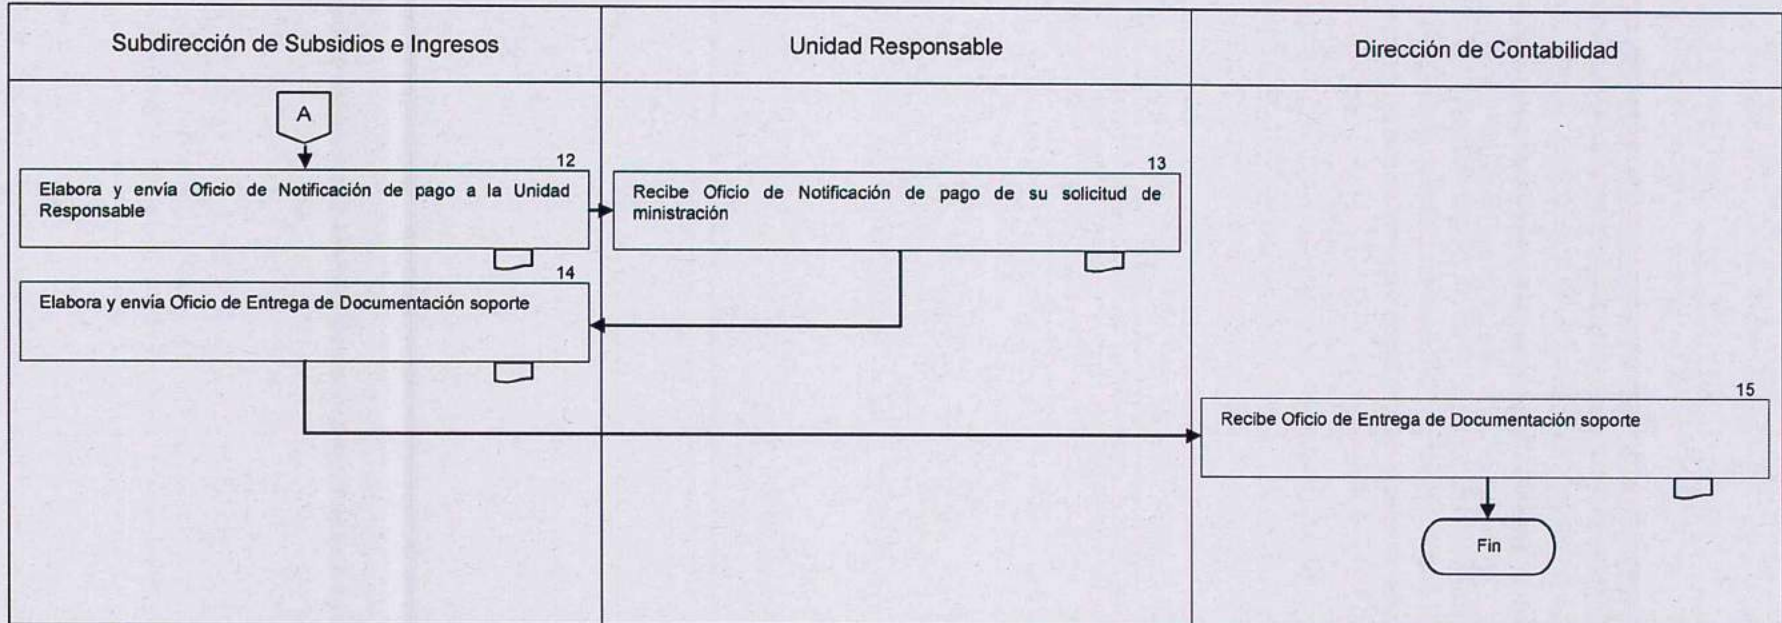 Subdirección de Subsidios e Ingresos
Unidad Responsable
Dirección de Contabilidad
A
12
Elabora y envía Oficio de Notificación de pago a la Unidad
Responsable
13
Recibe Oficio de Notificación de pago de su solicitud de
ministración
14
Elabora y envía Oficio de Entrega de Documentación soporte
15
Recibe Oficio de Entrega de Documentación soporte
Fin